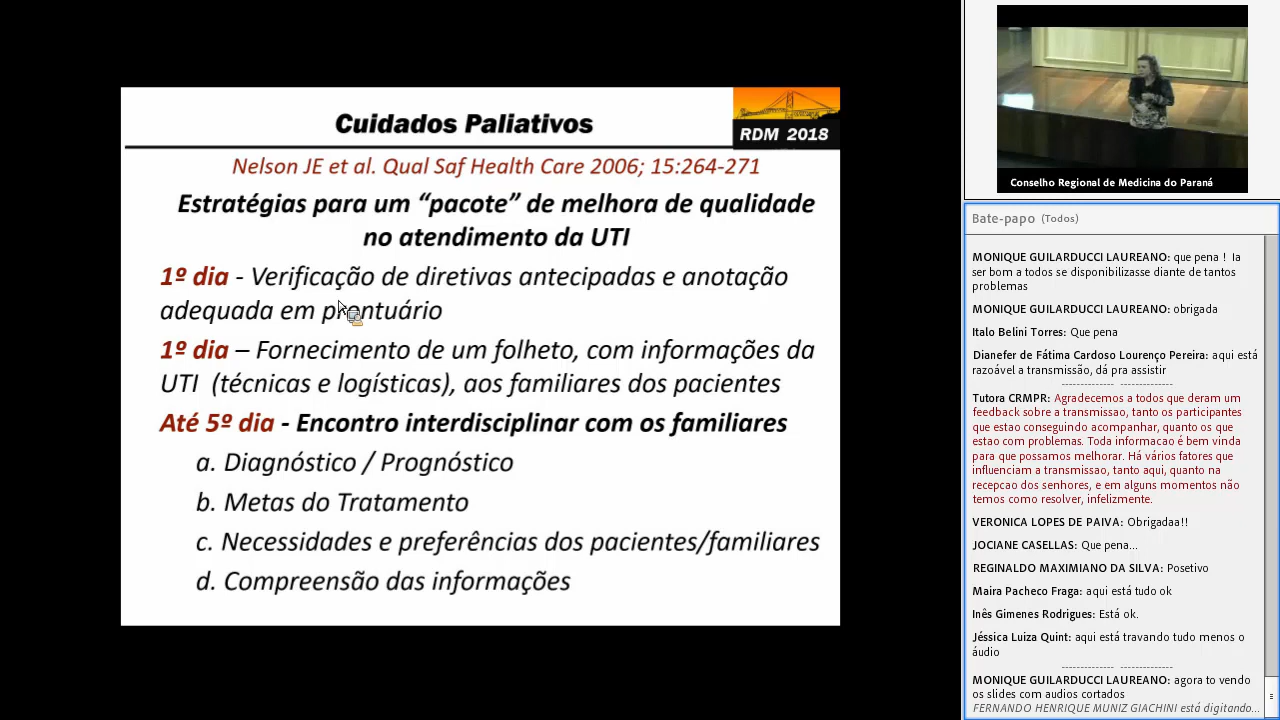 Cuidados Paliativos
RDM 2018
Nelson JE et al. Qual Saf Health Care 2006; 15:264-271
Estratégias para um “pacote” de melhora de qualidade
no atendimento da UTI
1º dia - Verificação de diretivas antecipadas e anotação
adequada em prontuário
1º dia – Fornecimento de um folheto, com informações da
UTI (técnicas e logísticas), aos familiares dos pacientes
Até 5º dia - Encontro interdisciplinar com os familiares
a. Diagnóstico / Prognóstico
b. Metas do Tratamento
c. Necessidades e preferências dos pacientes/familiares
d. Compreensão das informações
Conselho Regional de Medicina do Paraná
Bate-papo (Todos)
MONIQUE GUILARDUCCI LAUREANO: que pena ! Ia
ser bom a todos se disponibilizasse diante de tantos
problemas
MONIQUE GUILARDUCCI LAUREANO: obrigada
Italo Belini Torres: Que pena
Dianefer de Fátima Cardoso Lourenço Pereira: aqui está
razoável a transmissão, dá pra assistir
-------------- --------------
Tutora CRMPR: Agradecemos a todos que deram um
feedback sobre a transmissao, tanto os participantes
que estao conseguindo acompanhar, quanto os que
estao com problemas. Toda informacao é bem vinda
para que possamos melhorar. Há vários fatores que
influenciam a transmissao, tanto aqui, quanto na
recepcao dos senhores, e em alguns momentos não
temos como resolver, infelizmente.
VERONICA LOPES DE PAIVA: Obrigadaa!!
JOCIANE CASELLAS: Que pena...
REGINALDO MAXIMIANO DA SILVA: Posetivo
Maira Pacheco Fraga: aqui está tudo ok
Inês Gimenes Rodrigues: Está ok.
Jéssica Luiza Quint: aqui está travando tudo menos o
áudio
-------------- --------------
MONIQUE GUILARDUCCI LAUREANO: agora to vendo
os slides com audios cortados
FERNANDO HENRIQUE MUNIZ GIACHINI está digitando...